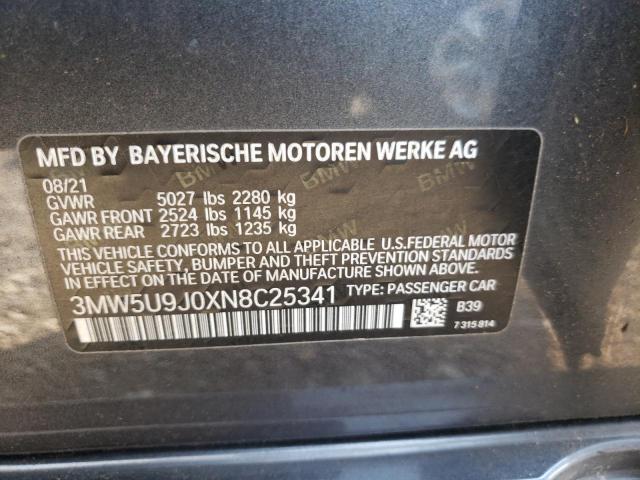 MFD BY BAYERISCHE MOTOREN WERKE AG
08/21
GVWR 5027 lbs 2280 kg
GAWR FRONT 2524 lbs 1145 kg
GAWR REAR 2723 lbs 1235 kg
THIS VEHICLE CONFORMS TO ALL APPLICABLE U.S.FEDERAL MOTOR
VEHICLE SAFETY, BUMPER AND THEFT PREVENTION STANDARDS
IN EFFECT ON THE DATE OF MANUFACTURE SHOWN ABOVE.
3MW5U9J0XN8C25341 TYPE: PASSENGER CAR
B39
7 315 814